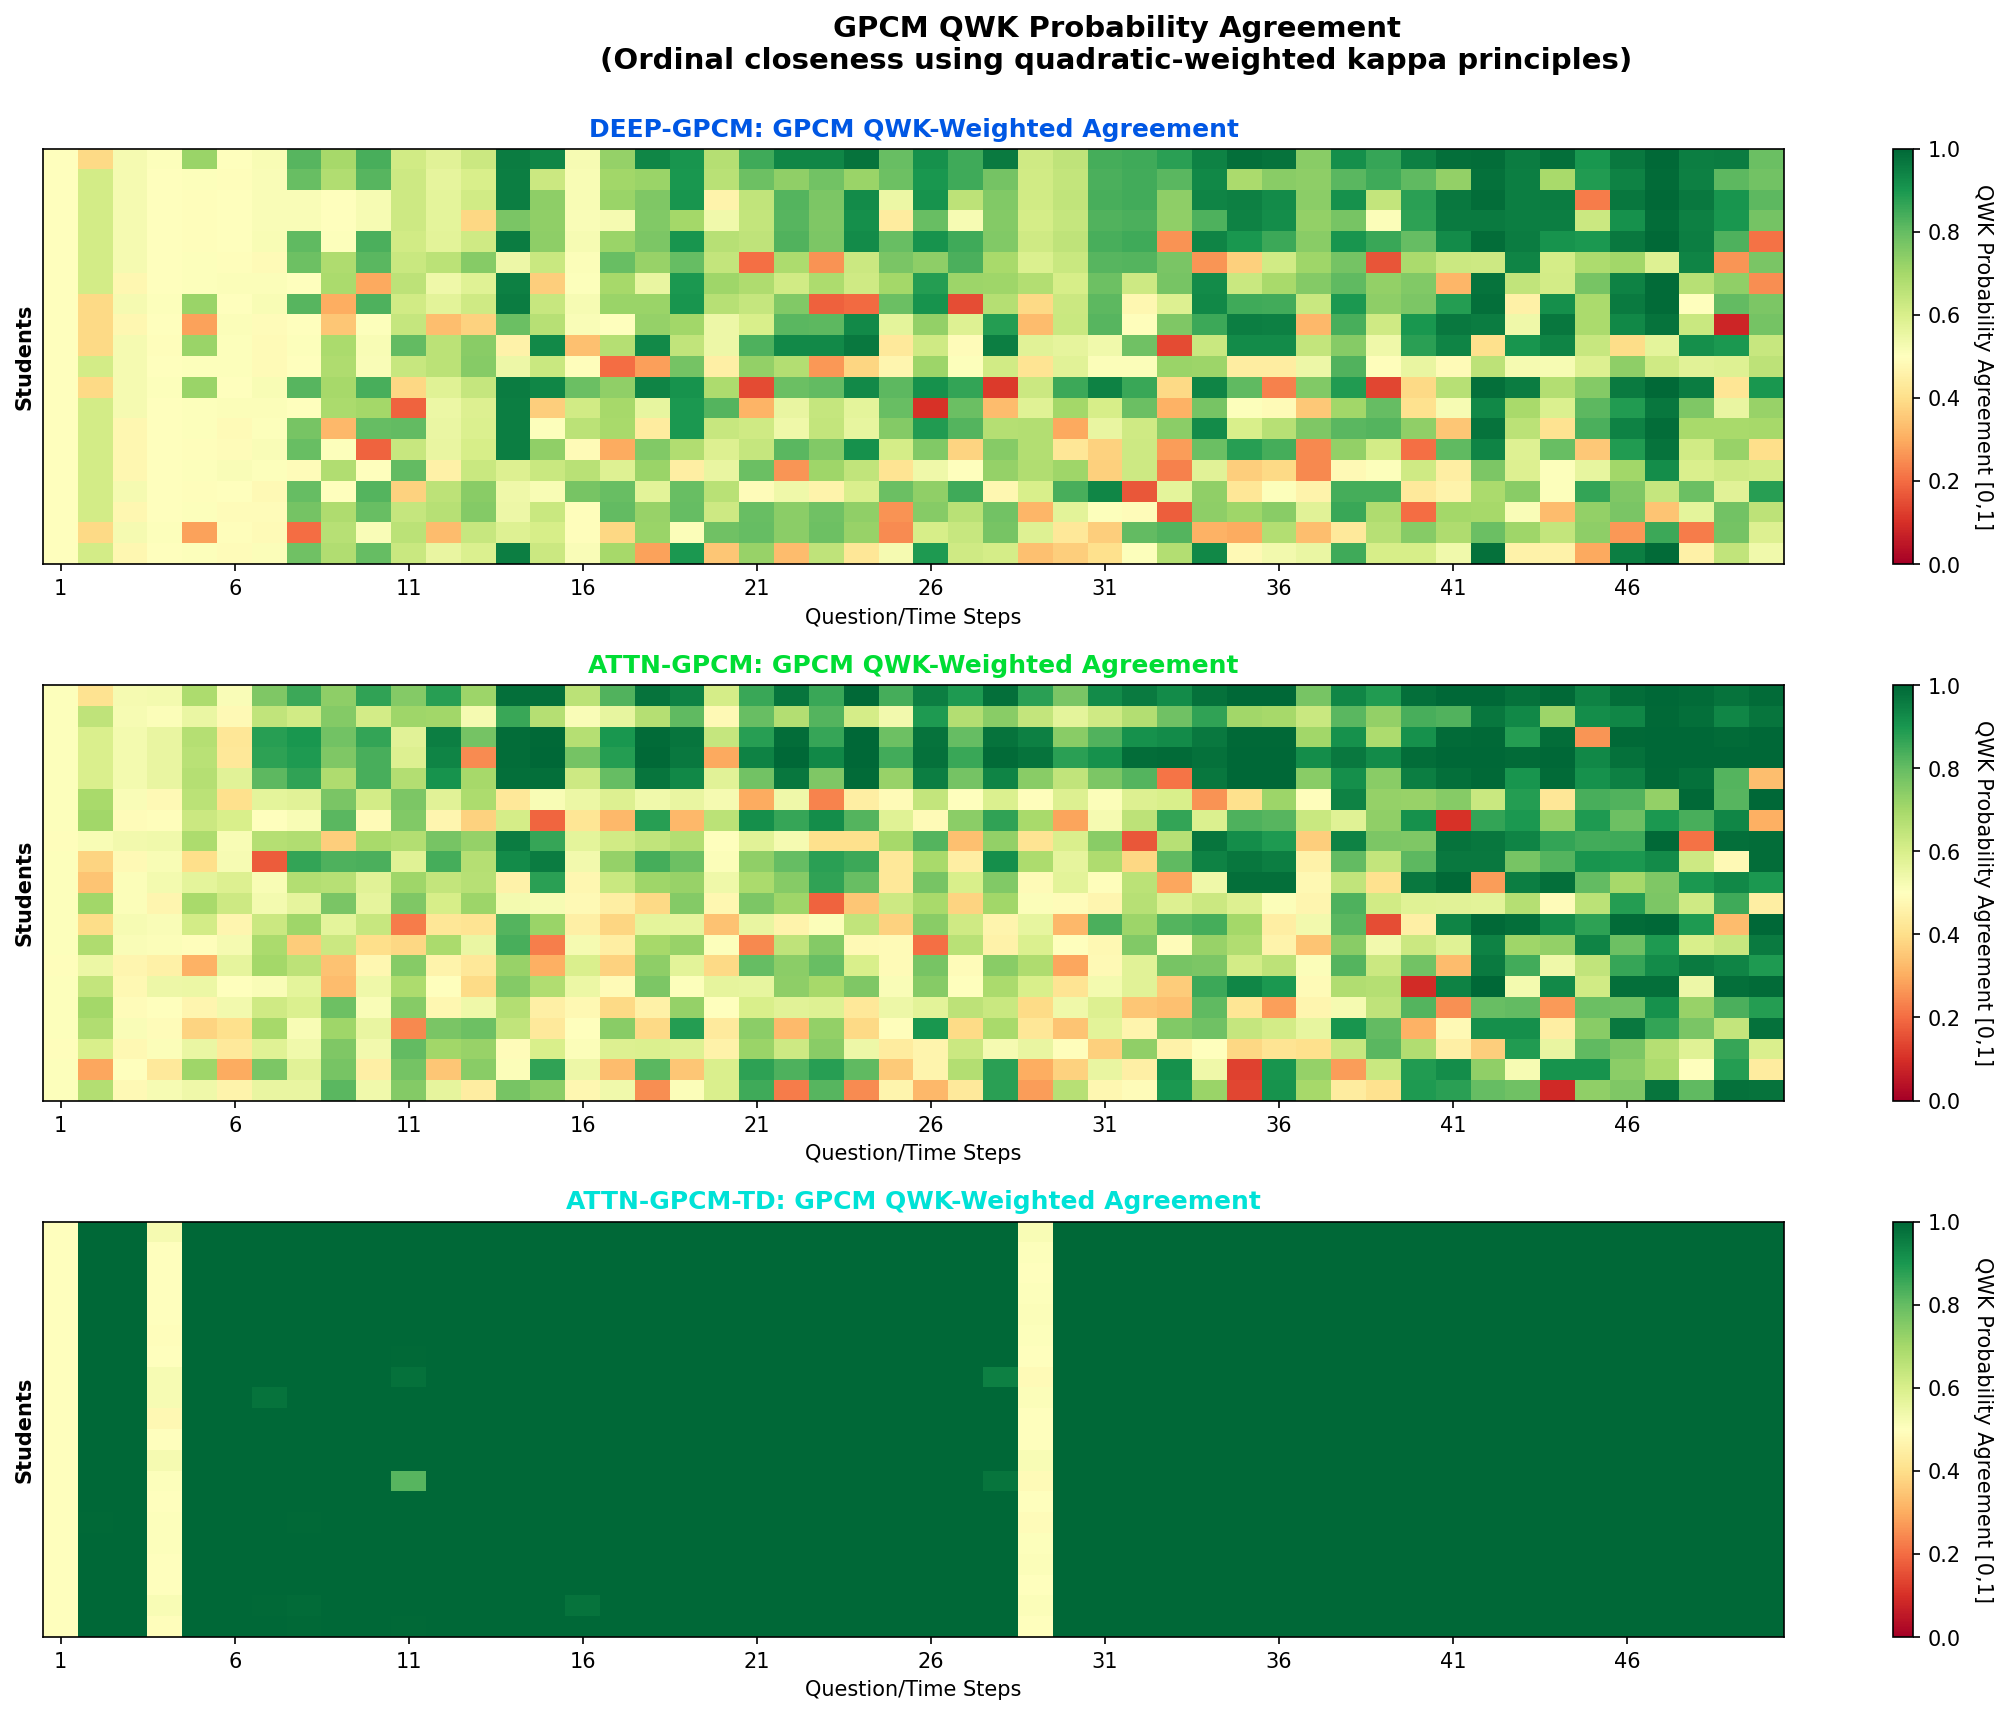 GPCM QWK Probability Agreement
(Ordinal closeness using quadratic-weighted kappa principles)
DEEP-GPCM: GPCM QWK-Weighted Agreement
Students
1 6 11 16 21 26 31 36 41 46
Question/Time Steps
1.0
0.8
0.6
0.4
0.2
0.0
QWK Probability Agreement [0,1]
ATTN-GPCM: GPCM QWK-Weighted Agreement
Students
1 6 11 16 21 26 31 36 41 46
Question/Time Steps
1.0
0.8
0.6
0.4
0.2
0.0
QWK Probability Agreement [0,1]
ATTN-GPCM-TD: GPCM QWK-Weighted Agreement
Students
1 6 11 16 21 26 31 36 41 46
Question/Time Steps
1.0
0.8
0.6
0.4
0.2
0.0
QWK Probability Agreement [0,1]